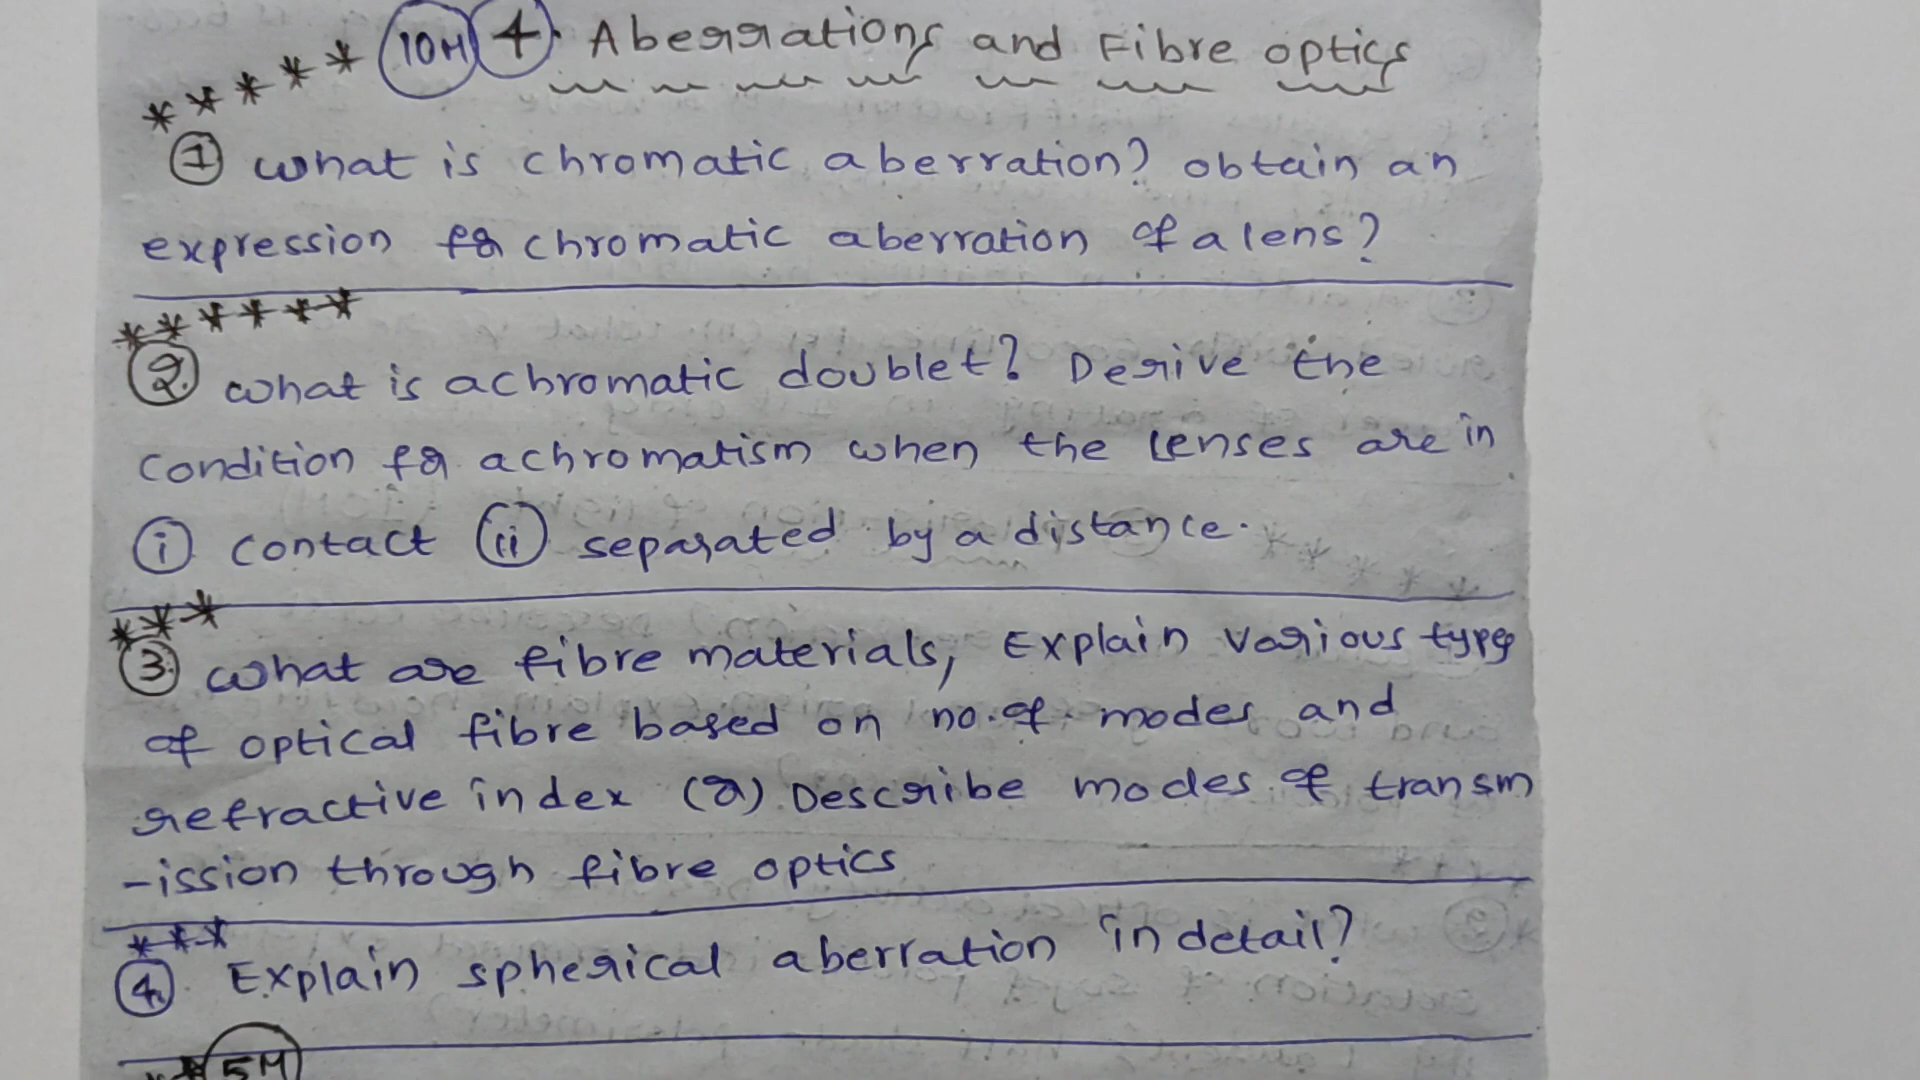 ***** 10M 4. Aberrations and Fibre optics
1 what is chromatic aberration? obtain an
expression for chromatic aberration of a lens?
******
2. what is achromatic doublet? Derive the
condition for achromatism when the lenses are in
i contact ii separated by a distance.
***
3. what are fibre materials, Explain various types
of optical fibre based on no.of modes and
refractive index (or) Describe modes of transm
-ission through fibre optics
***
4. Explain spherical aberration in detail?
** 5M